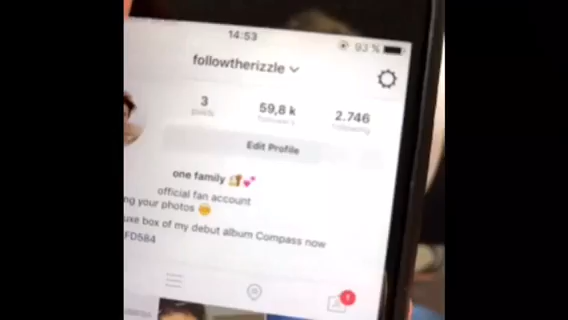 14:53
93 %
followtherizzle
3 59,8 k 2.746
Edit Profile
one family
official fan account
ng your photos
uxe box of my debut album Compass now
FD584
1